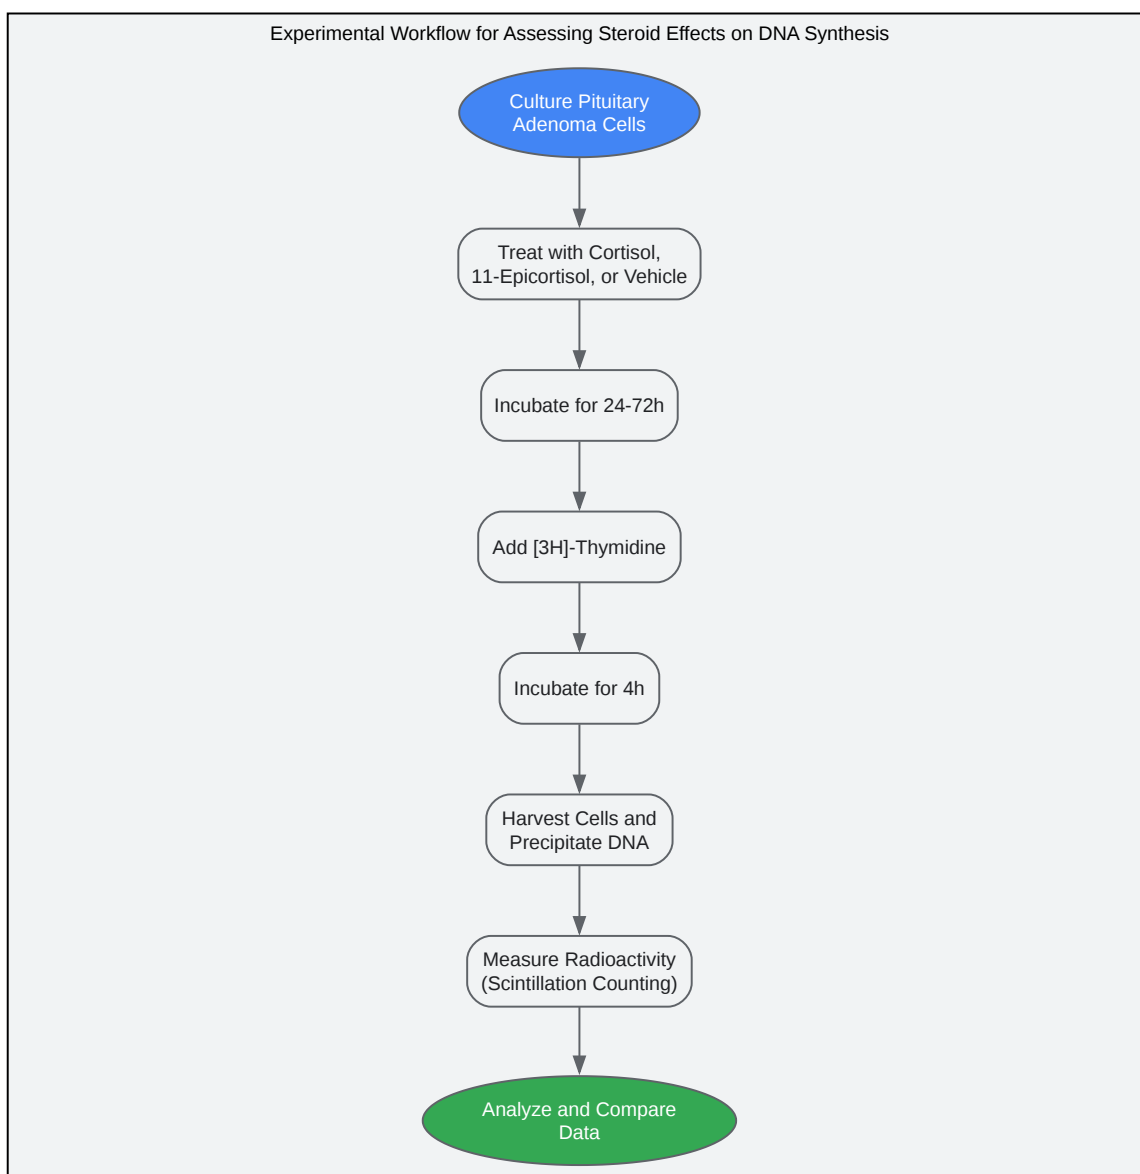 Experimental Workflow for Assessing Steroid Effects on DNA Synthesis
Culture Pituitary
Adenoma Cells
Treat with Cortisol,
11-Epicortisol, or Vehicle
Incubate for 24-72h
Add [3H]-Thymidine
Incubate for 4h
Harvest Cells and
Precipitate DNA
Measure Radioactivity
(Scintillation Counting)
Analyze and Compare
Data